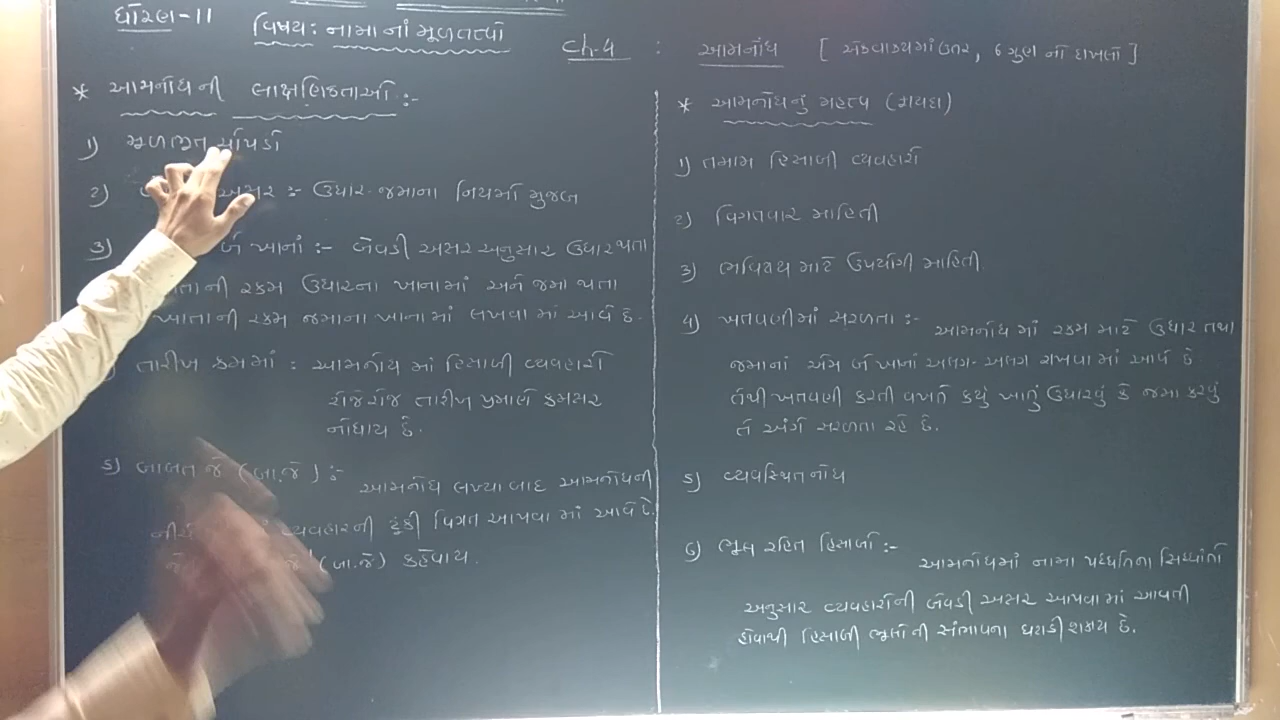 ધોરણ-11
વિષય: નામાનાં મૂળતત્વો
Ch-4 : આમનોંધ [ એકવાક્યમાં ઉત્તર, 6 ગુણ નો દાખલો ]
* આમનોંધની લાક્ષણિકતાઓ :-
1) મૂળભૂત ચોપડો
2) અસર :- ઉધાર-જમાના નિયમો મુજબ
3) બે ખાનાં :- બેવડી અસર અનુસાર ઉધાર થતા
ખાતાની રકમ ઉધારના ખાનામાં અને જમા થતા
ખાતાની રકમ જમાના ખાનામાં લખવામાં આવે છે.
તારીખ ક્રમમાં : આમનોંધ માં હિસાબી વ્યવહારો
રોજેરોજ તારીખ પ્રમાણે ક્રમસર
નોંધાય છે.
5) બાબત જે (બા.જે) :- આમનોંધ લખ્યા બાદ આમનોંધની
નીચે વ્યવહારની ટૂંકી વિગત આપવામાં આવે છે.
(બા.જે) કહેવાય.
* આમનોંધનું મહત્વ (ફાયદા)
1) તમામ હિસાબી વ્યવહારો
2) વિગતવાર માહિતી
3) ભવિષ્ય માટે ઉપયોગી માહિતી
4) ખતવણીમાં સરળતા :- આમનોંધ માં રકમ માટે ઉધાર તથા
જમાનાં એમ બે ખાનાં અલગ-અલગ રાખવામાં આવે છે
તેથી ખતવણી કરતી વખતે કયું ખાતું ઉધારવું કે જમા કરવું
તે અંગે સરળતા રહે છે.
5) વ્યવસ્થિત નોંધ
6) ભૂલ રહિત હિસાબો :- આમનોંધમાં નામા પધ્ધતિના સિધ્ધાંતો
અનુસાર વ્યવહારોની બેવડી અસર આપવામાં આવતી
હોવાથી હિસાબી ભૂલોની સંભાવના ઘટાડી શકાય છે.